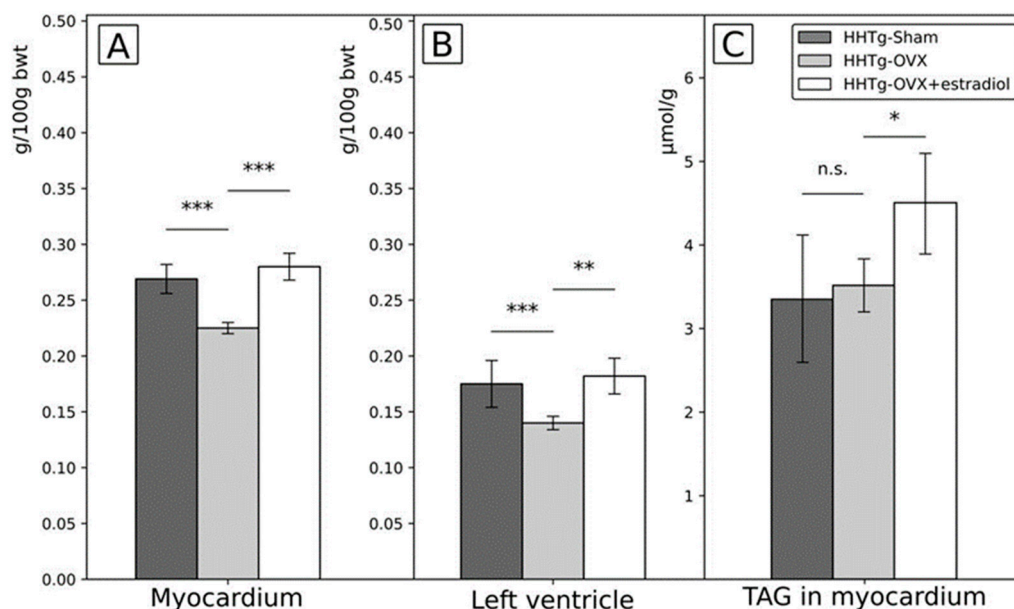 A
g/100g bwt
0.50
0.45
0.40
0.35
0.30
0.25
0.20
0.15
0.10
0.05
0.00
***
***
Myocardium
B
g/100g bwt
0.50
0.45
0.40
0.35
0.30
0.25
0.20
0.15
0.10
0.05
***
**
Left ventricle
C
HHTg-Sham
HHTg-OVX
HHTg-OVX+estradiol
µmol/g
6
5
4
3
2
1
n.s.
*
TAG in myocardium